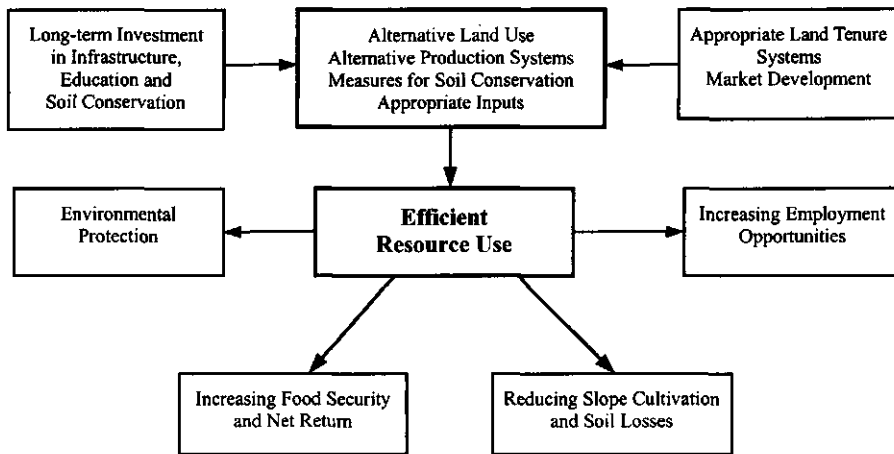 Long-term Investment
in Infrastructure,
Education and
Soil Conservation
Alternative Land Use
Alternative Production Systems
Measures for Soil Conservation
Appropriate Inputs
Appropriate Land Tenure
Systems
Market Development
Environmental
Protection
Efficient
Resource Use
Increasing Employment
Opportunities
Increasing Food Security
and Net Return
Reducing Slope Cultivation
and Soil Losses